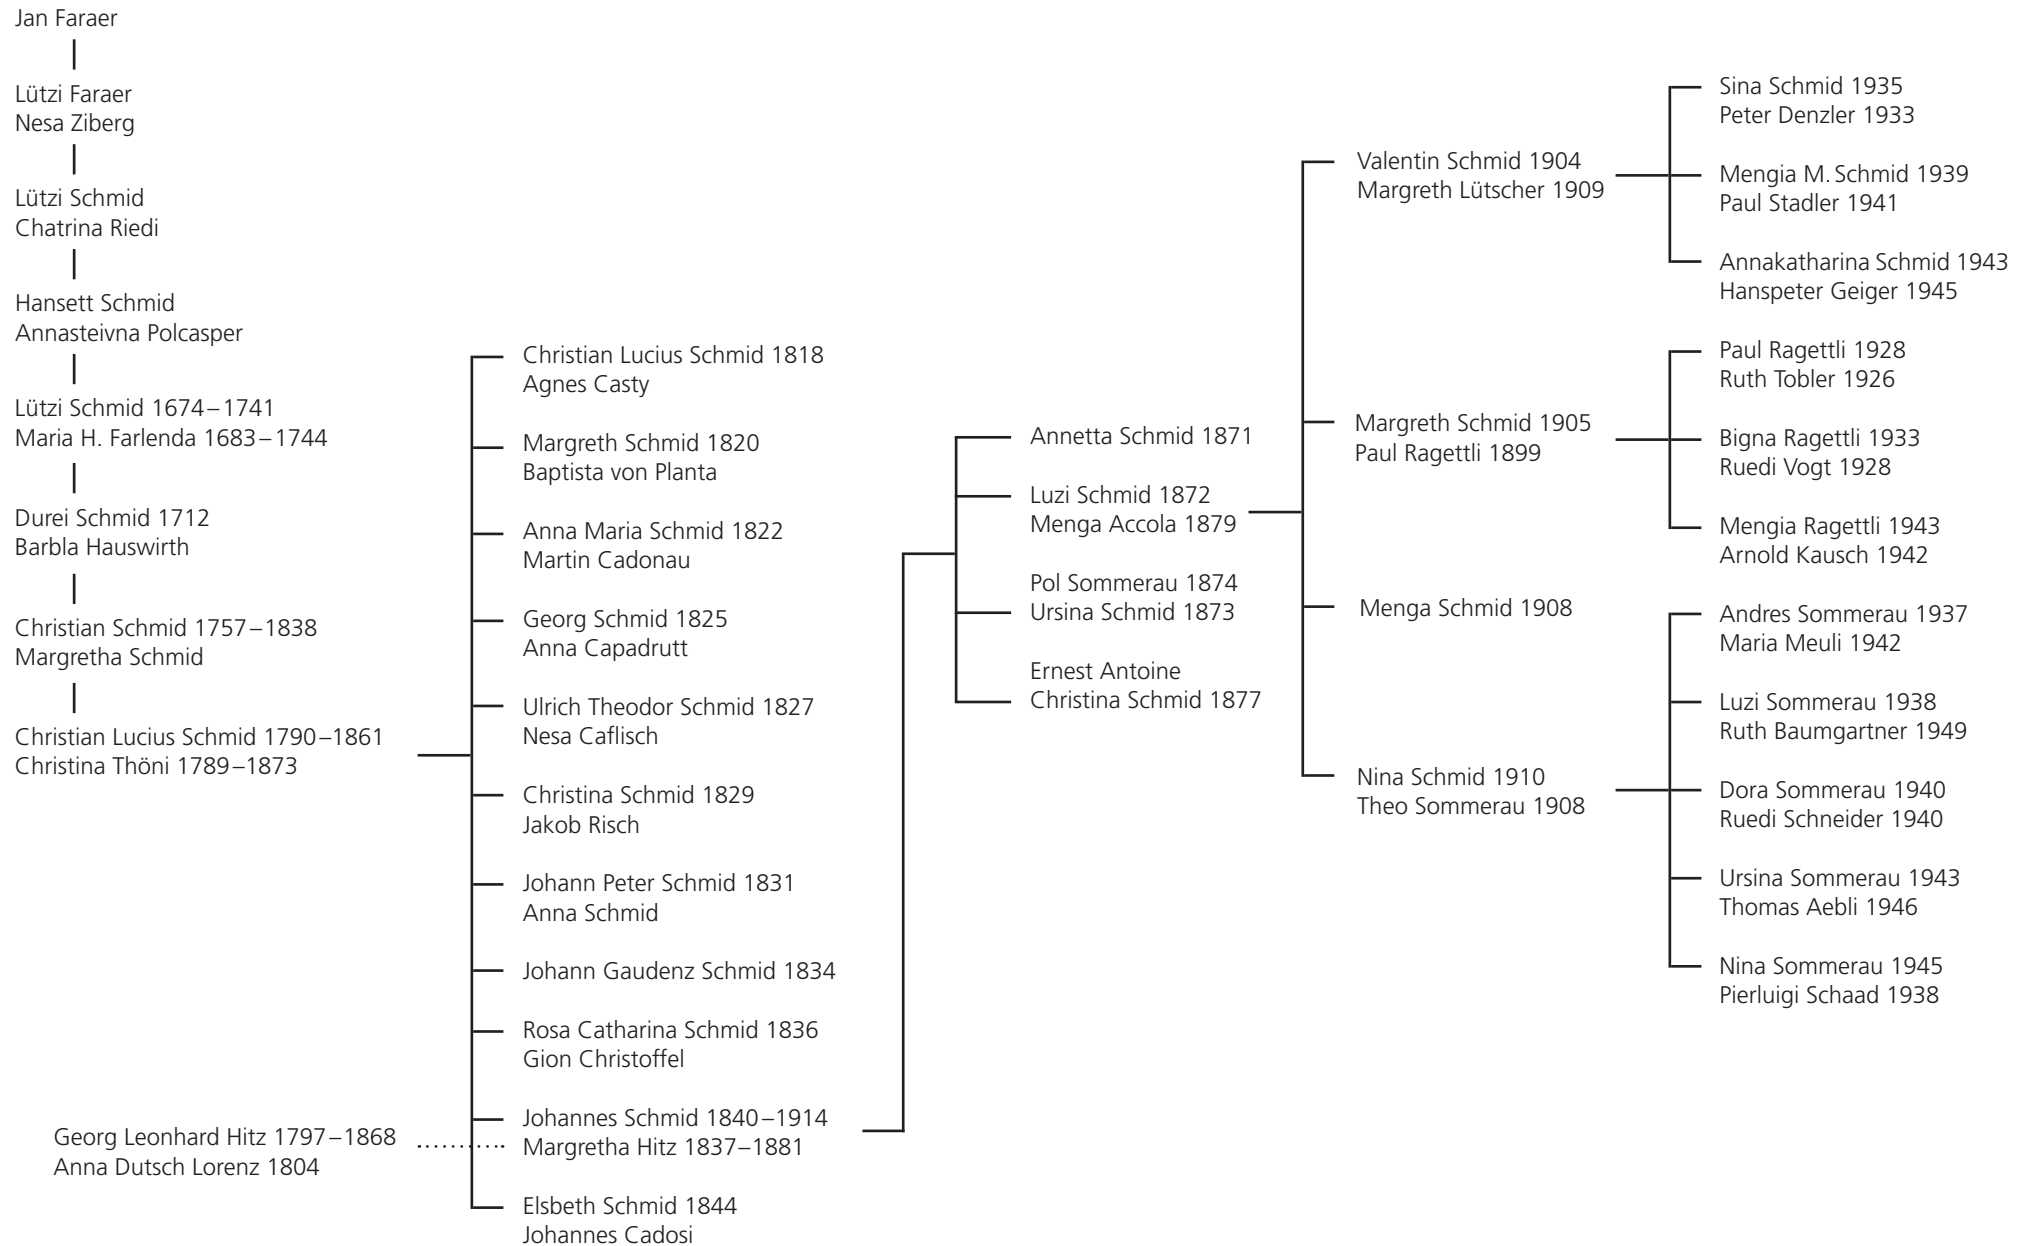 Jan Faraer
Lützi Faraer
Nesa Ziberg
Lützi Schmid
Chatrina Riedi
Hansett Schmid
Annasteivna Polcasper
Lützi Schmid 1674–1741
Maria H. Farlenda 1683–1744
Durei Schmid 1712
Barbla Hauswirth
Christian Schmid 1757–1838
Margretha Schmid
Christian Lucius Schmid 1790–1861
Christina Thöni 1789–1873
Georg Leonhard Hitz 1797–1868
Anna Dutsch Lorenz 1804
Christian Lucius Schmid 1818
Agnes Casty
Margreth Schmid 1820
Baptista von Planta
Anna Maria Schmid 1822
Martin Cadonau
Georg Schmid 1825
Anna Capadrutt
Ulrich Theodor Schmid 1827
Nesa Caflisch
Christina Schmid 1829
Jakob Risch
Johann Peter Schmid 1831
Anna Schmid
Johann Gaudenz Schmid 1834
Rosa Catharina Schmid 1836
Gion Christoffel
Johannes Schmid 1840–1914
Margretha Hitz 1837–1881
Elsbeth Schmid 1844
Johannes Cadosi
Annetta Schmid 1871
Luzi Schmid 1872
Menga Accola 1879
Pol Sommerau 1874
Ursina Schmid 1873
Ernest Antoine
Christina Schmid 1877
Valentin Schmid 1904
Margreth Lütscher 1909
Margreth Schmid 1905
Paul Ragettli 1899
Menga Schmid 1908
Nina Schmid 1910
Theo Sommerau 1908
Sina Schmid 1935
Peter Denzler 1933
Mengia M. Schmid 1939
Paul Stadler 1941
Annakatharina Schmid 1943
Hanspeter Geiger 1945
Paul Ragettli 1928
Ruth Tobler 1926
Bigna Ragettli 1933
Ruedi Vogt 1928
Mengia Ragettli 1943
Arnold Kausch 1942
Andres Sommerau 1937
Maria Meuli 1942
Luzi Sommerau 1938
Ruth Baumgartner 1949
Dora Sommerau 1940
Ruedi Schneider 1940
Ursina Sommerau 1943
Thomas Aebli 1946
Nina Sommerau 1945
Pierluigi Schaad 1938